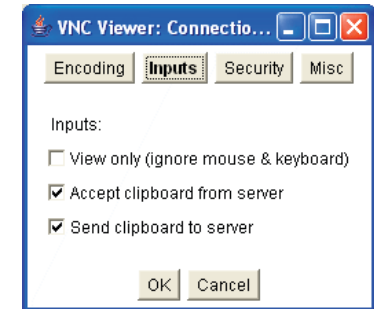 VNC Viewer: Connectio...
Encoding Inputs Security Misc
Inputs:
View only (ignore mouse & keyboard)
Accept clipboard from server
Send clipboard to server
OK Cancel